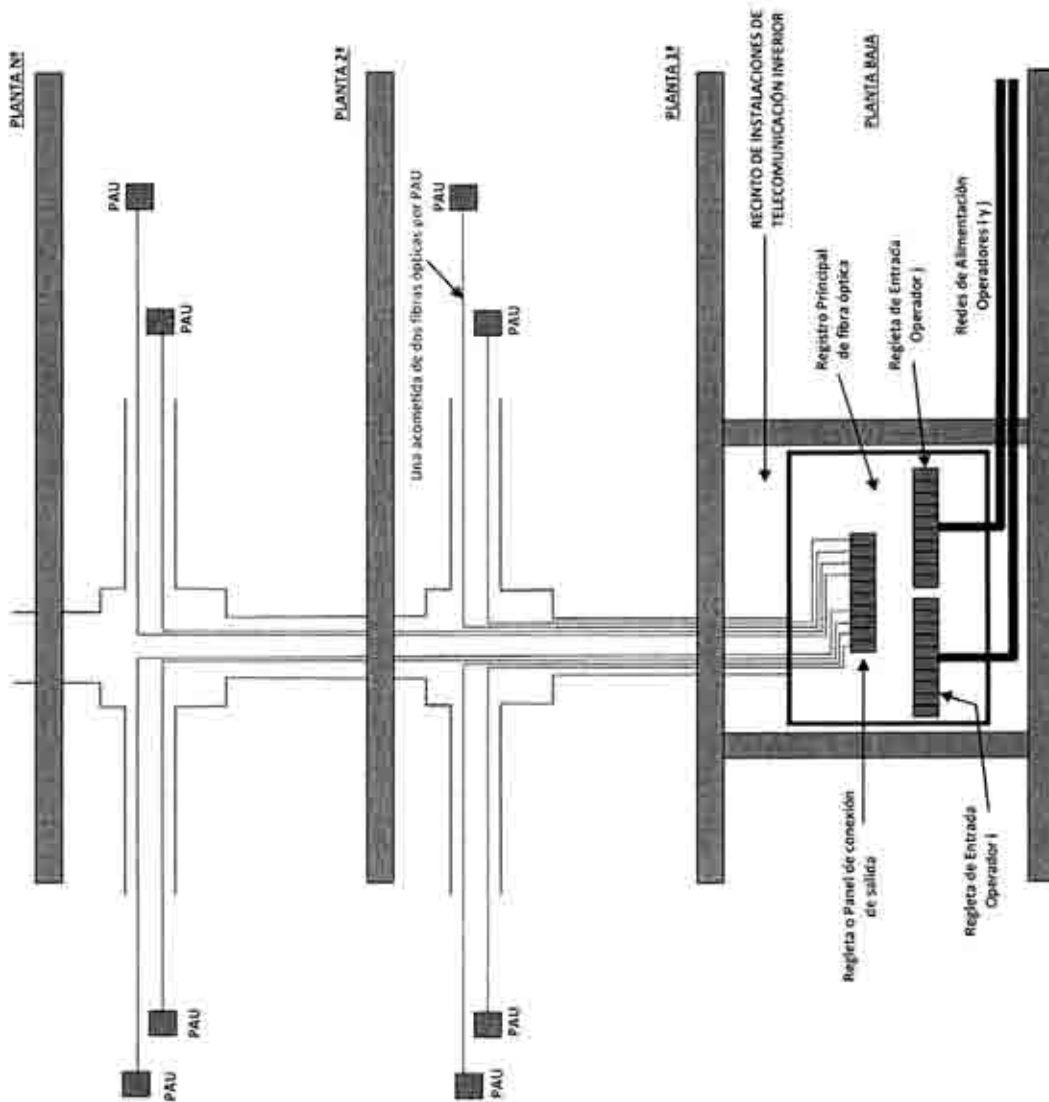 PLANTA Nª
PAU
PAU
PAU
PAU
PLANTA 2ª
Una acometida de dos fibras ópticas por PAU
PAU
PAU
PAU
PAU
PLANTA 1ª
RECINTO DE INSTALACIONES DE
TELECOMUNICACIÓN INFERIOR
PLANTA BAJA
Registro Principal
de fibra óptica
Regleta o Panel de conexión
de salida
Regleta de Entrada
Operador j
Regleta de Entrada
Operador i
Redes de Alimentación
Operadores i y j